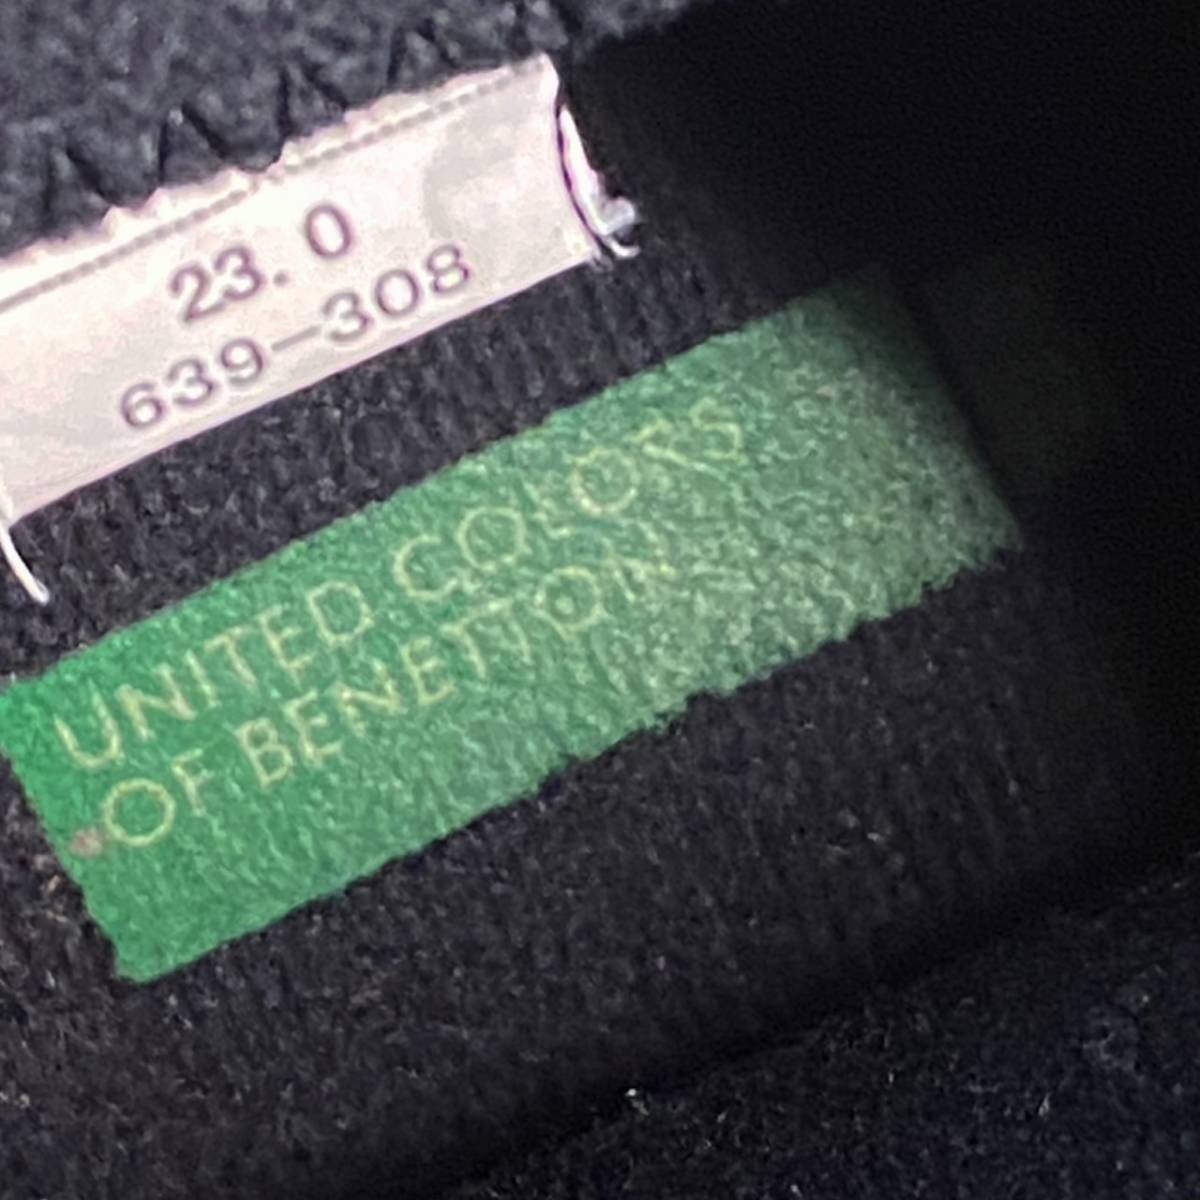 23.0
639-308
UNITED COLORS
OF BENETTON